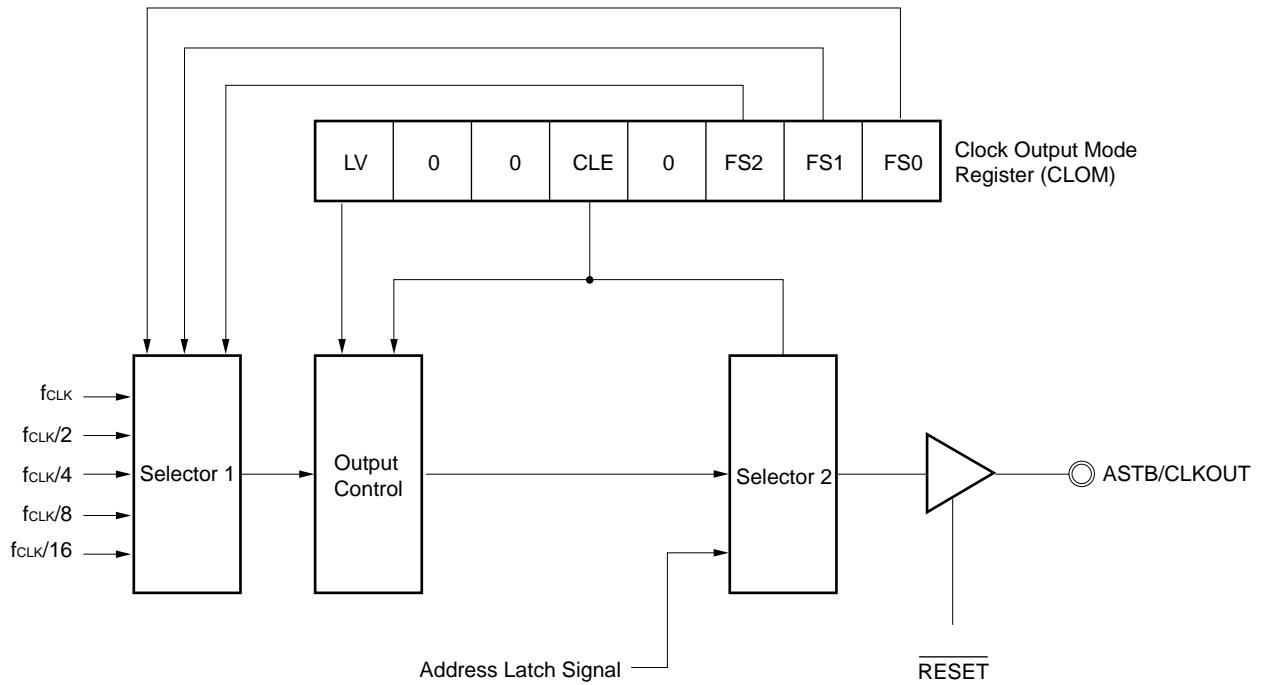 LV 0 0 CLE 0 FS2 FS1 FS0
Clock Output Mode
Register (CLOM)
fCLK
fCLK/2
fCLK/4
fCLK/8
fCLK/16
Selector 1
Output
Control
Selector 2
ASTB/CLKOUT
Address Latch Signal
RESET